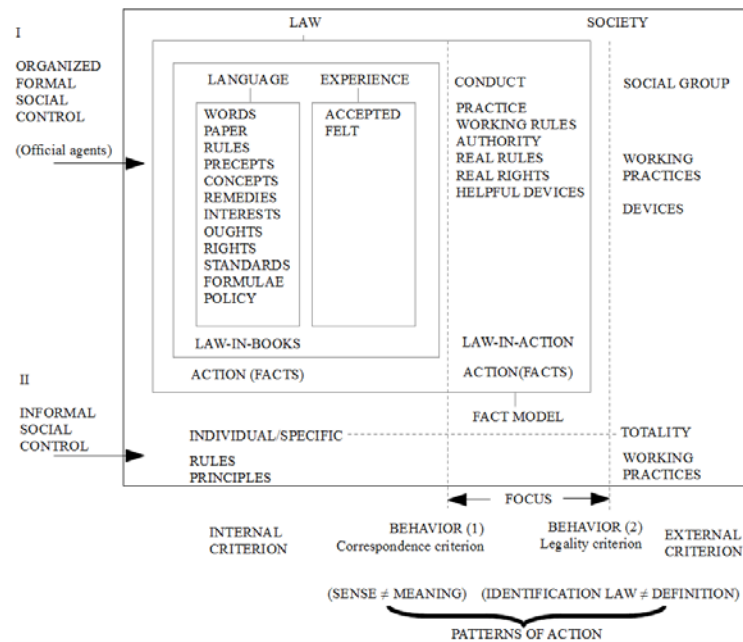 LAW
SOCIETY
I
ORGANIZED
FORMAL
SOCIAL
CONTROL
(Official agents)
LANGUAGE
WORDS
PAPER
RULES
PRECEPTS
CONCEPTS
REMEDIES
INTERESTS
OUGHTS
RIGHTS
STANDARDS
FORMULAE
POLICY
EXPERIENCE
ACCEPTED
FELT
LAW-IN-BOOKS
ACTION (FACTS)
CONDUCT
PRACTICE
WORKING RULES
AUTHORITY
REAL RULES
REAL RIGHTS
HELPFUL DEVICES
LAW-IN-ACTION
ACTION(FACTS)
FACT MODEL
SOCIAL GROUP
WORKING
PRACTICES
DEVICES
II
INFORMAL
SOCIAL
CONTROL
INDIVIDUAL/SPECIFIC
TOTALITY
RULES
PRINCIPLES
WORKING
PRACTICES
FOCUS
INTERNAL
CRITERION
BEHAVIOR (1)
Correspondence criterion
BEHAVIOR (2)
Legality criterion
EXTERNAL
CRITERION
(SENSE ≠ MEANING) (IDENTIFICATION LAW ≠ DEFINITION)
PATTERNS OF ACTION